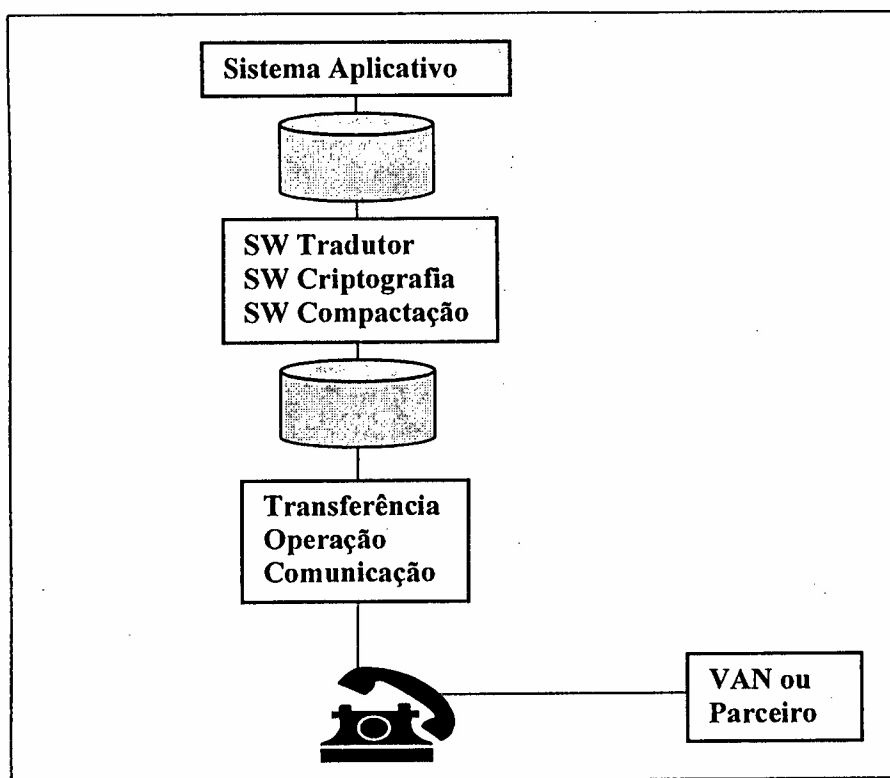 Sistema Aplicativo
SW Tradutor
SW Criptografia
SW Compactação
Transferência
Operação
Comunicação
VAN ou
Parceiro